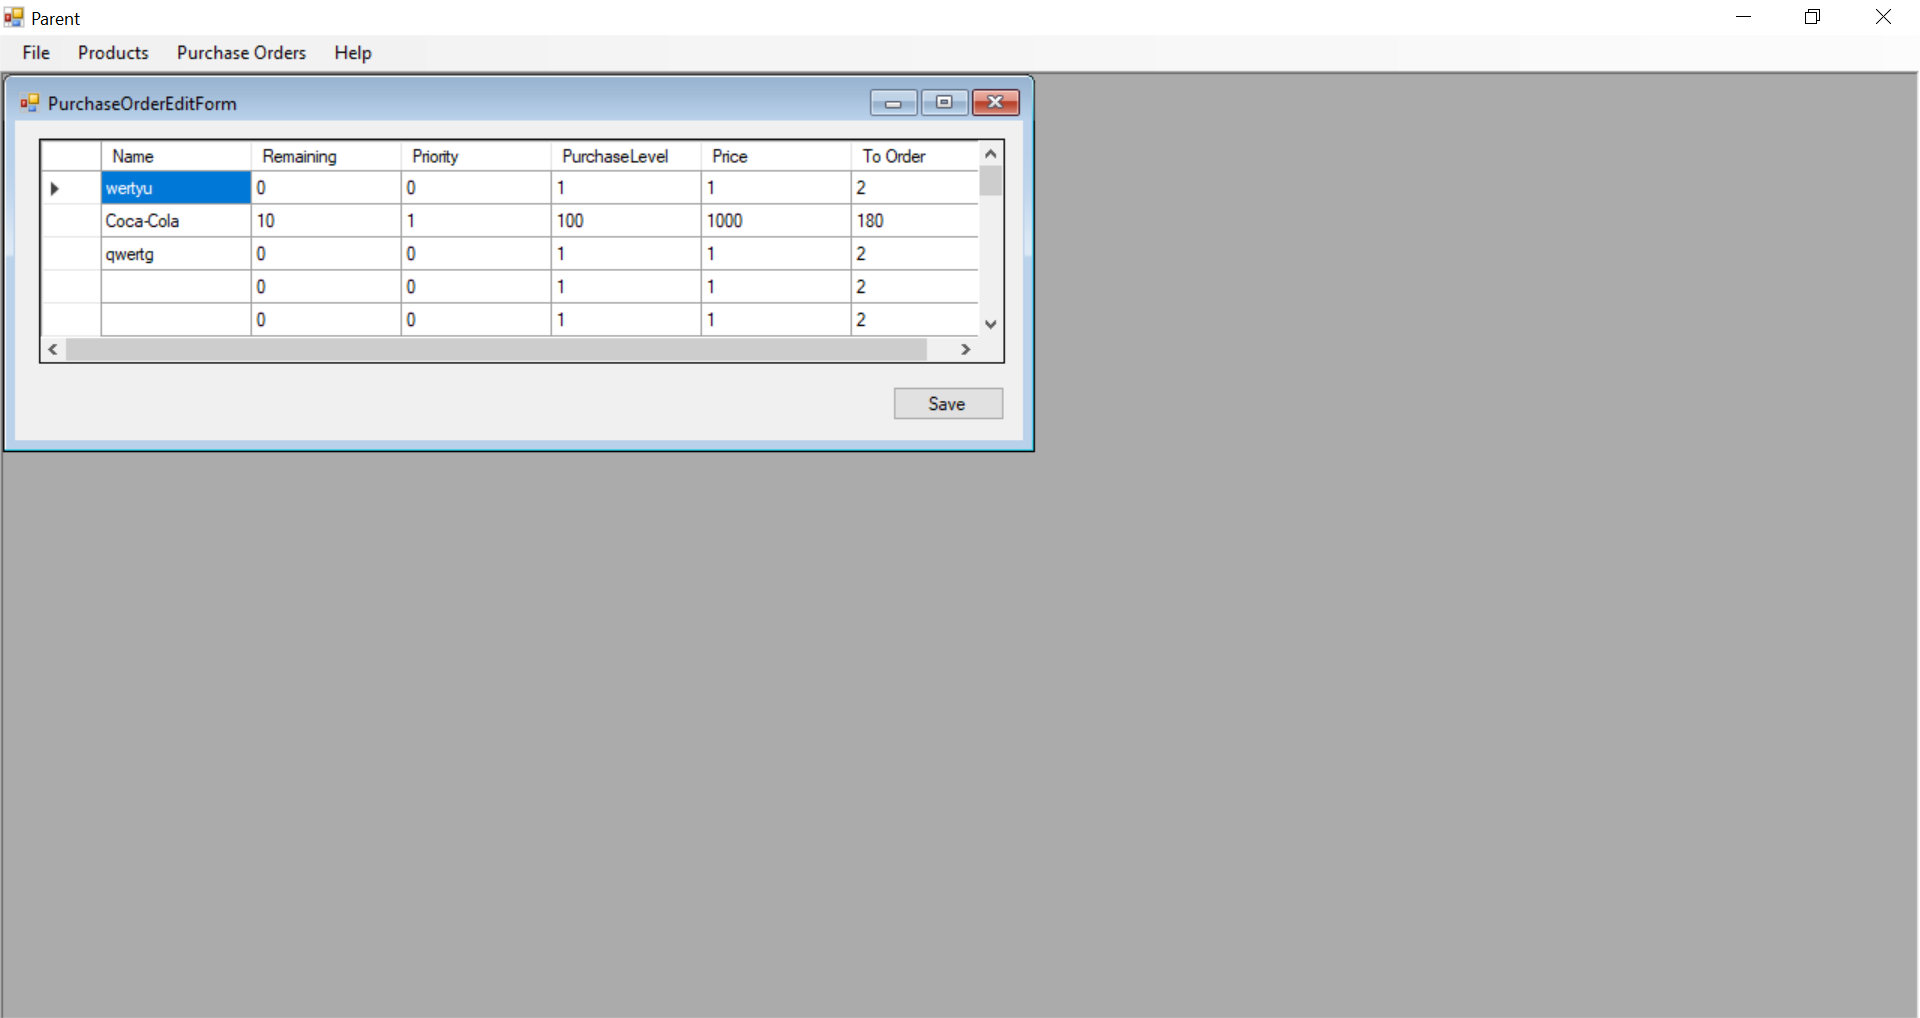 Parent
File Products Purchase Orders Help
PurchaseOrderEditForm
Name Remaining Priority PurchaseLevel Price To Order
wertyu 0 0 1 1 2
Coca-Cola 10 1 100 1000 180
qwertg 0 0 1 1 2
0 0 1 1 2
0 0 1 1 2
Save